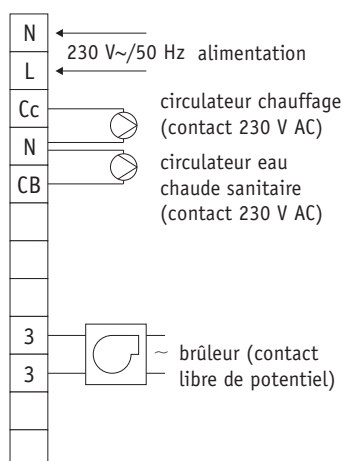 N
230 V~/50 Hz alimentation
L
Cc
circulateur chauffage
(contact 230 V AC)
N
circulateur eau
chaude sanitaire
(contact 230 V AC)
CB
3
~ brûleur (contact
libre de potentiel)
3